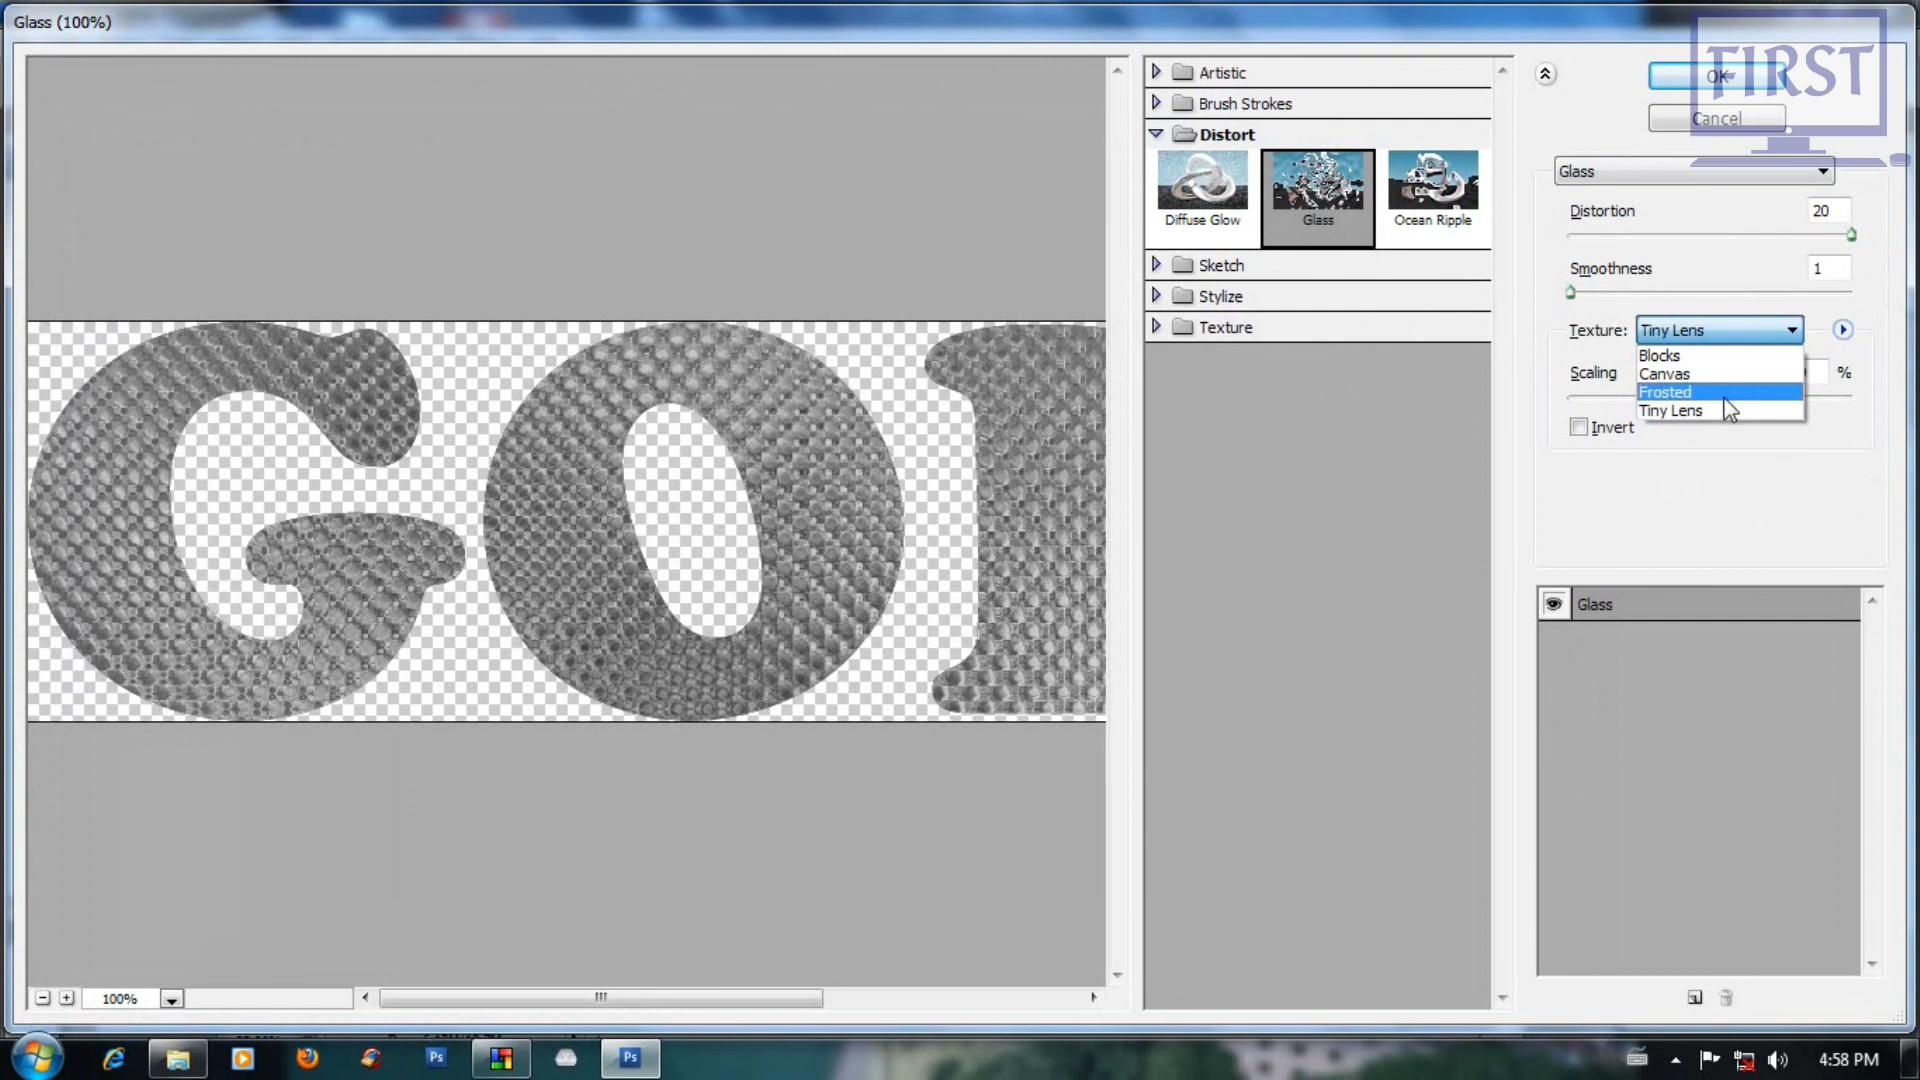 Glass (100%)
FIRST
OK
Cancel
Artistic
Brush Strokes
Distort
Diffuse Glow
Glass
Ocean Ripple
Sketch
Stylize
Texture
Glass
Distortion
20
Smoothness
1
Texture:
Tiny Lens
Blocks
Canvas
Frosted
Tiny Lens
Scaling
%
Invert
GO
Glass
100%
Ps
Ps
4:58 PM